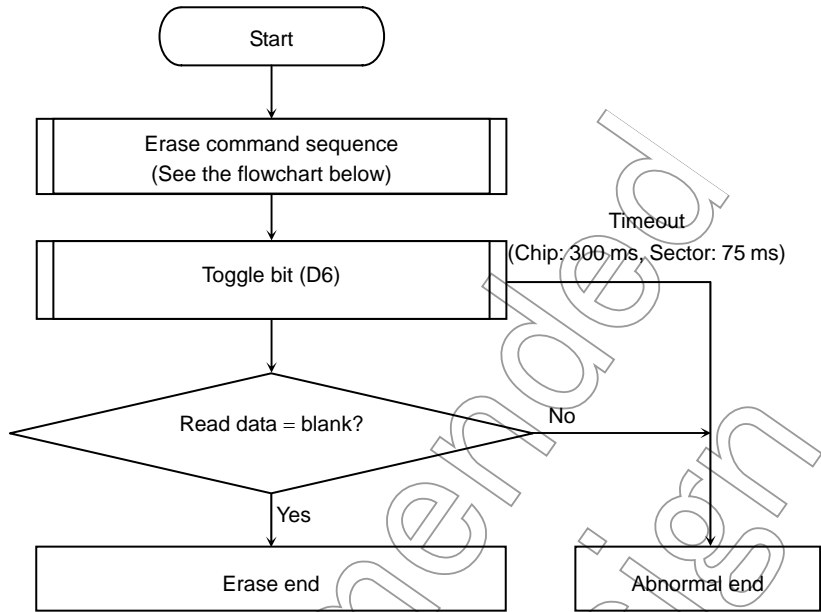 Start
Erase command sequence
(See the flowchart below)
Timeout
(Chip: 300 ms, Sector: 75 ms)
Toggle bit (D6)
Read data = blank?
No
Yes
Erase end
Abnormal end